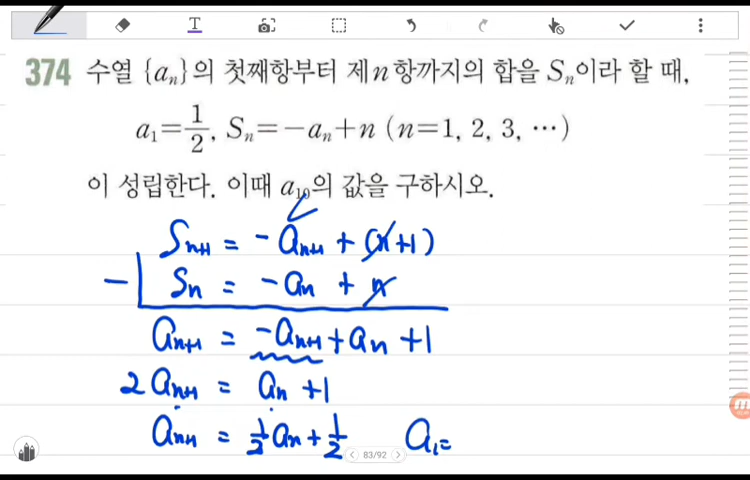 T
374 수열 {aₙ}의 첫째항부터 제n항까지의 합을 Sₙ이라 할 때,
a₁=1/2, Sₙ=−aₙ+n (n=1, 2, 3, ⋯)
이 성립한다. 이때 a₁₀의 값을 구하시오.
Sₙ₊₁ = −aₙ₊₁ + (n+1)
− Sₙ = −aₙ + n
aₙ₊₁ = −aₙ₊₁ + aₙ + 1
2aₙ₊₁ = aₙ + 1
aₙ₊₁ = 1/2 aₙ + 1/2 a₁=
83/92